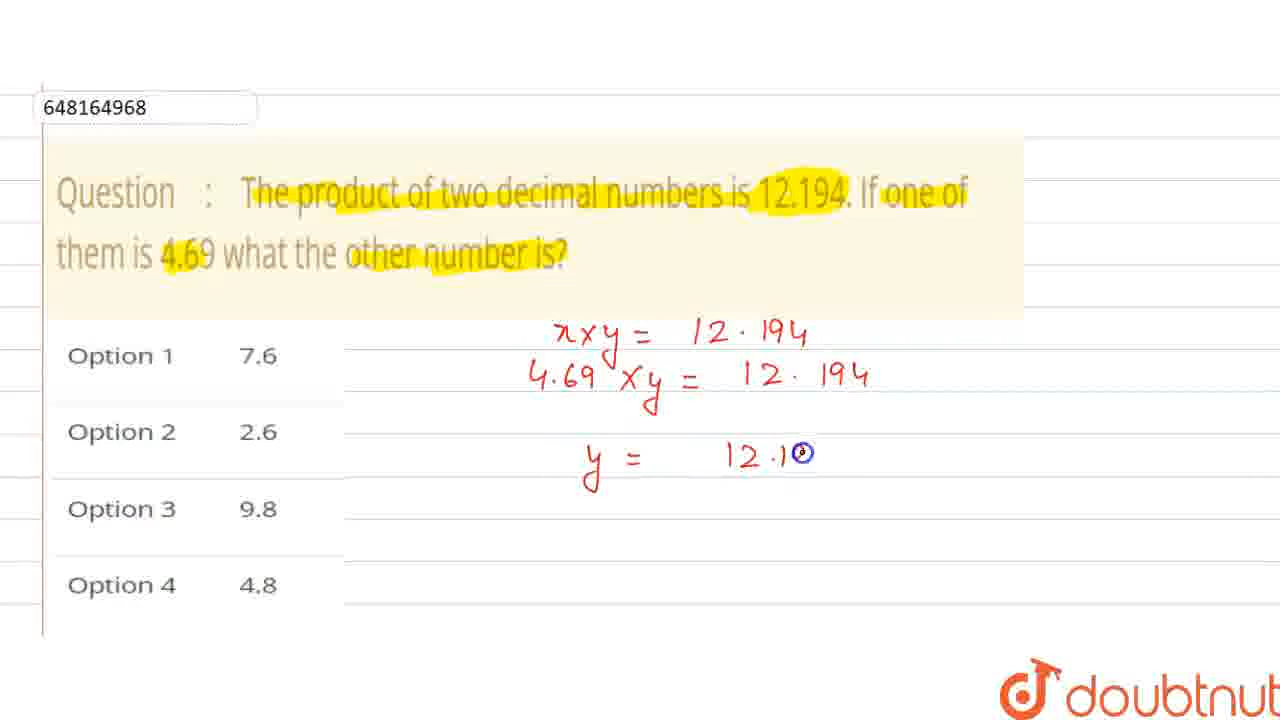 648164968
Question : The product of two decimal numbers is 12.194. If one of
them is 4.69 what the other number is?
x×y = 12.194
Option 1 7.6
4.69 ×y = 12.194
Option 2 2.6
y = 12.1
Option 3 9.8
Option 4 4.8
doubtnut